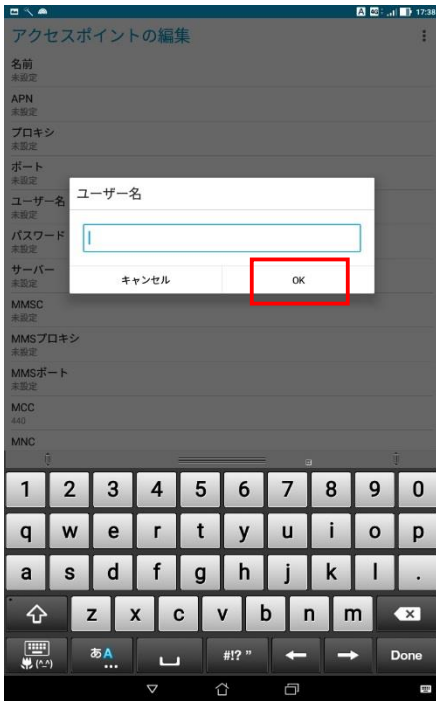 A 4G 17:38
アクセスポイントの編集
名前
未設定
APN
未設定
プロキシ
未設定
ポート
未設定
ユーザー名
未設定
パスワード
未設定
サーバー
未設定
MMSC
未設定
MMSプロキシ
未設定
MMSポート
未設定
MCC
440
MNC
ユーザー名
キャンセル OK
1 2 3 4 5 6 7 8 9 0
q w e r t y u i o p
a s d f g h j k l .
z x c v b n m
(^_^) あA ... #!? " ← → Done